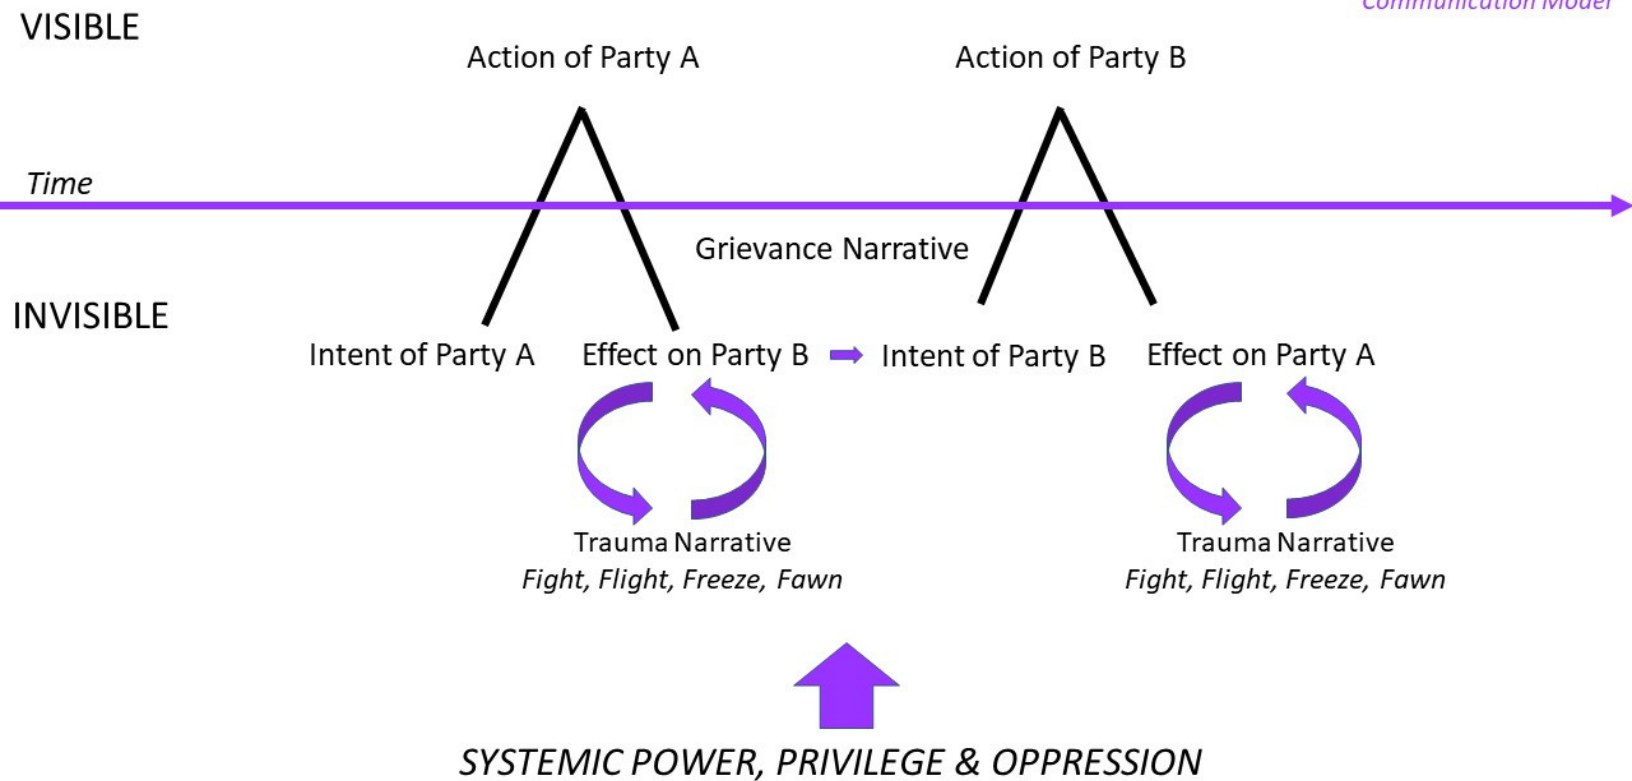 Communication Model
VISIBLE
Action of Party A
Action of Party B
Time
Grievance Narrative
INVISIBLE
Intent of Party A
Effect on Party B
Intent of Party B
Effect on Party A
Trauma Narrative
Fight, Flight, Freeze, Fawn
Trauma Narrative
Fight, Flight, Freeze, Fawn
SYSTEMIC POWER, PRIVILEGE & OPPRESSION